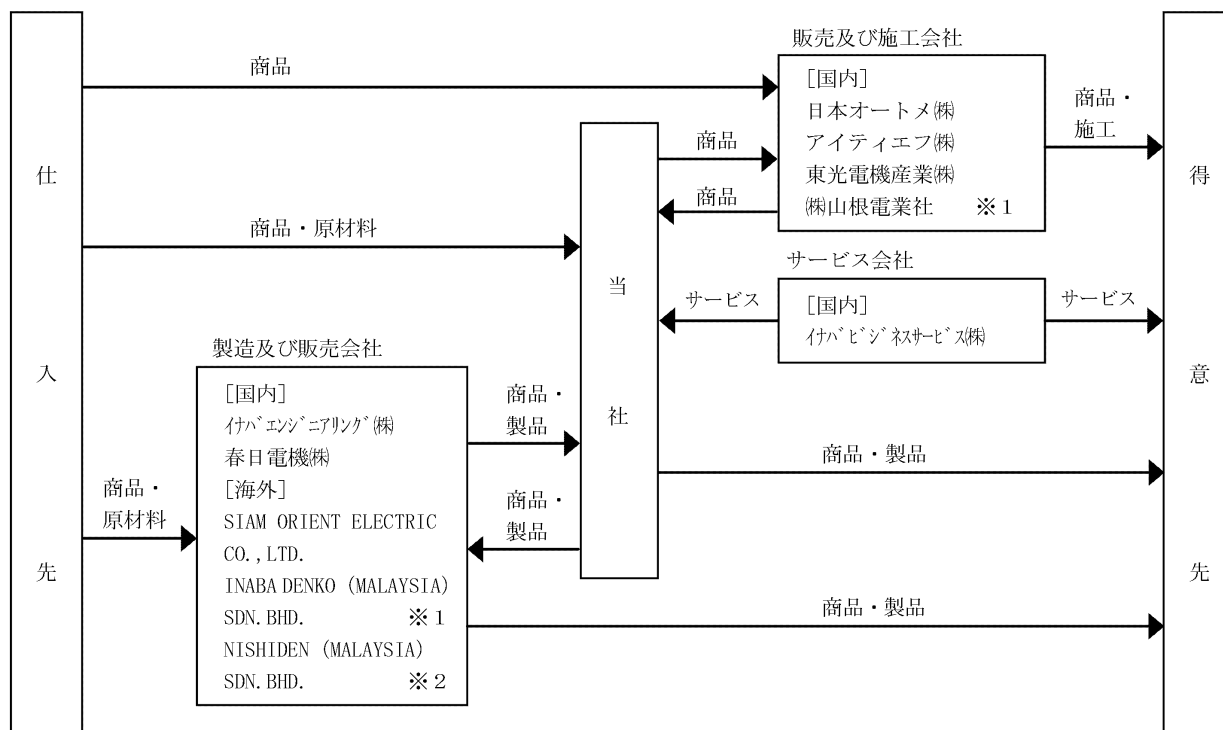 仕入先
商品
商品・原材料
商品・
原材料
製造及び販売会社
[国内]
ｲﾅﾊﾞｴﾝｼﾞﾆｱﾘﾝｸﾞ㈱
春日電機㈱
[海外]
SIAM ORIENT ELECTRIC
CO.,LTD.
INABA DENKO (MALAYSIA)
SDN.BHD. ※1
NISHIDEN (MALAYSIA)
SDN.BHD. ※2
商品・
製品
商品・
製品
当社
商品
商品
サービス
販売及び施工会社
[国内]
日本オートメ㈱
アイティエフ㈱
東光電機産業㈱
㈱山根電業社 ※1
サービス会社
[国内]
ｲﾅﾊﾞﾋﾞｼﾞﾈｽｻｰﾋﾞｽ㈱
商品・
施工
サービス
商品・製品
商品・製品
得意先